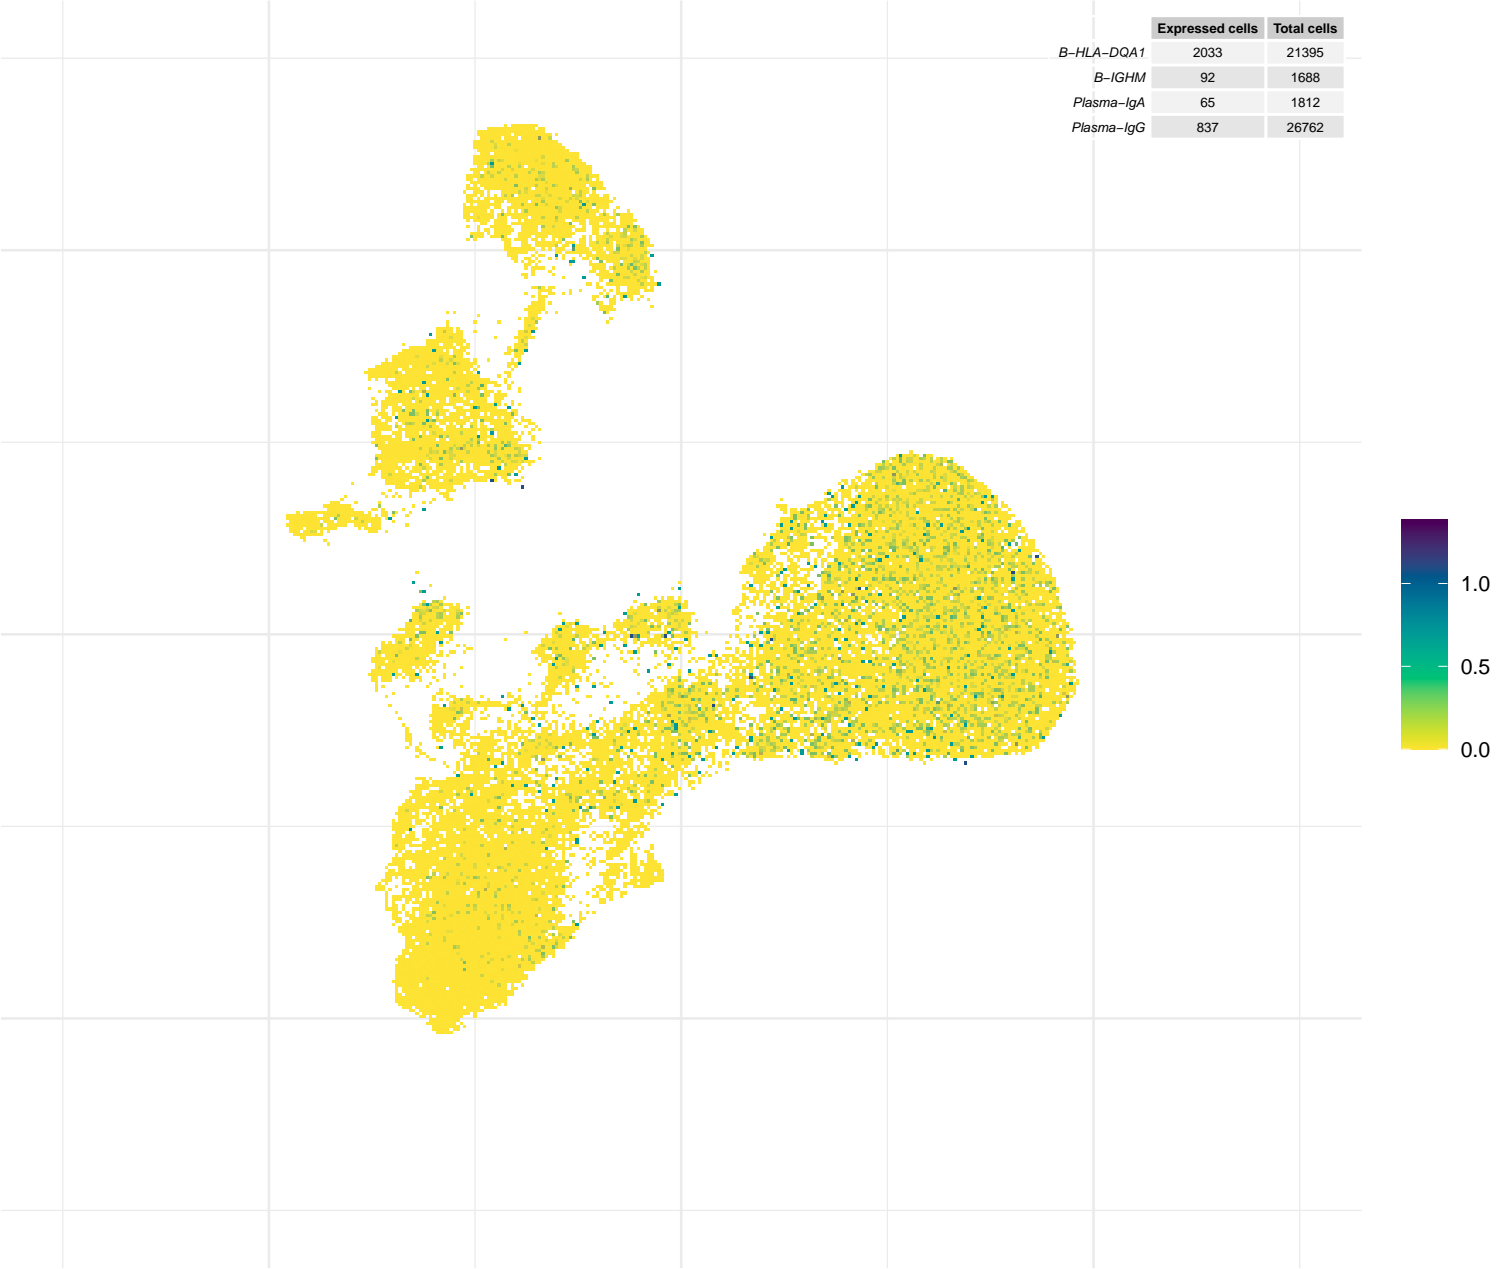 Expressed cells Total cells
B−HLA−DQA1 2033 21395
B−IGHM 92 1688
Plasma−IgA 65 1812
Plasma−IgG 837 26762
1.0
0.5
0.0